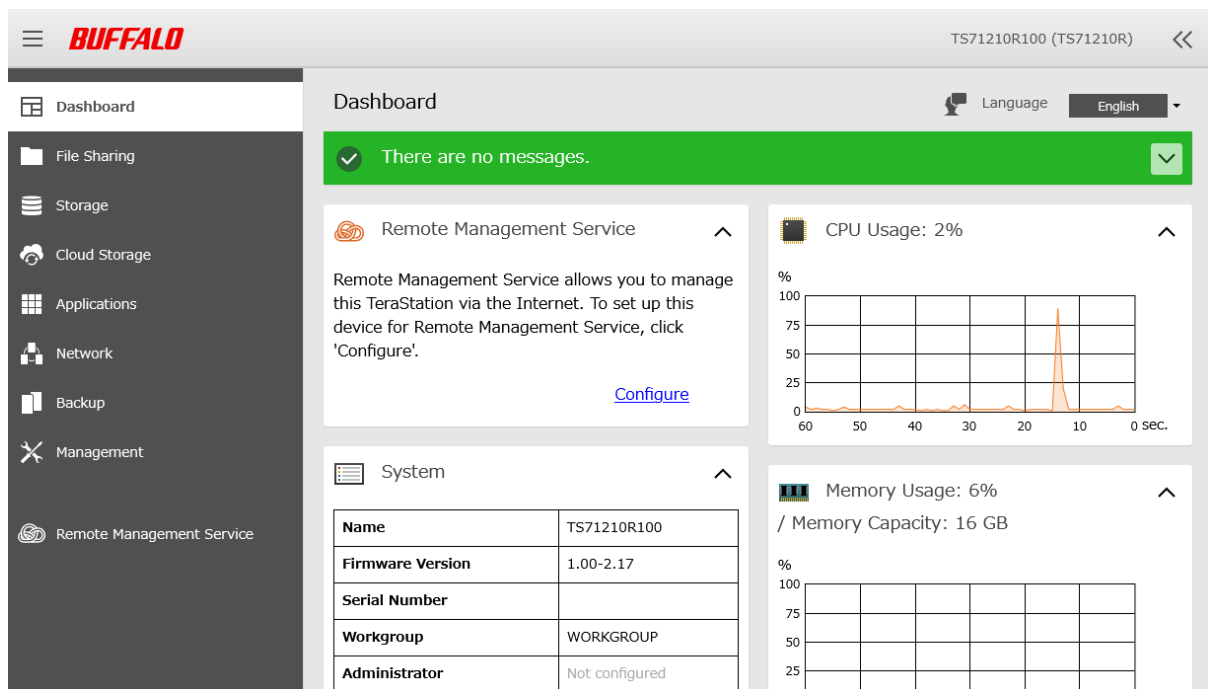 BUFFALO
TS71210R100 (TS71210R)
Dashboard
File Sharing
Storage
Cloud Storage
Applications
Network
Backup
Management
Remote Management Service
Dashboard
Language
English
There are no messages.
Remote Management Service
Remote Management Service allows you to manage
this TeraStation via the Internet. To set up this
device for Remote Management Service, click
'Configure'.
Configure
System
Name TS71210R100
Firmware Version 1.00-2.17
Serial Number
Workgroup WORKGROUP
Administrator Not configured
CPU Usage: 2%
%
100
75
50
25
0
60 50 40 30 20 10 0 sec.
Memory Usage: 6%
/ Memory Capacity: 16 GB
%
100
75
50
25